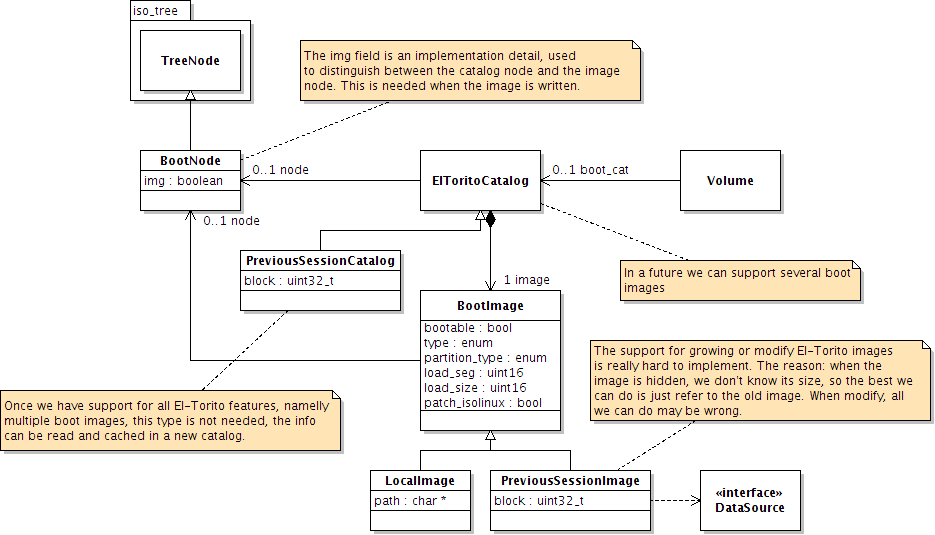 iso_tree
TreeNode
The img field is an implementation detail, used
to distinguish between the catalog node and the image
node. This is needed when the image is written.
BootNode
img : boolean
0..1 node
ElToritoCatalog
0..1 boot_cat
Volume
0..1 node
PreviousSessionCatalog
block : uint32_t
In a future we can support several boot
images
1 image
BootImage
bootable : bool
type : enum
partition_type : enum
load_seg : uint16
load_size : uint16
patch_isolinux : bool
The support for growing or modify El-Torito images
is really hard to implement. The reason: when the
image is hidden, we don't know its size, so the best we
can do is just refer to the old image. When modify, all
we can do may be wrong.
Once we have support for all El-Torito features, namelly
multiple boot images, this type is not needed, the info
can be read and cached in a new catalog.
LocalImage
path : char *
PreviousSessionImage
block : uint32_t
«interface»
DataSource